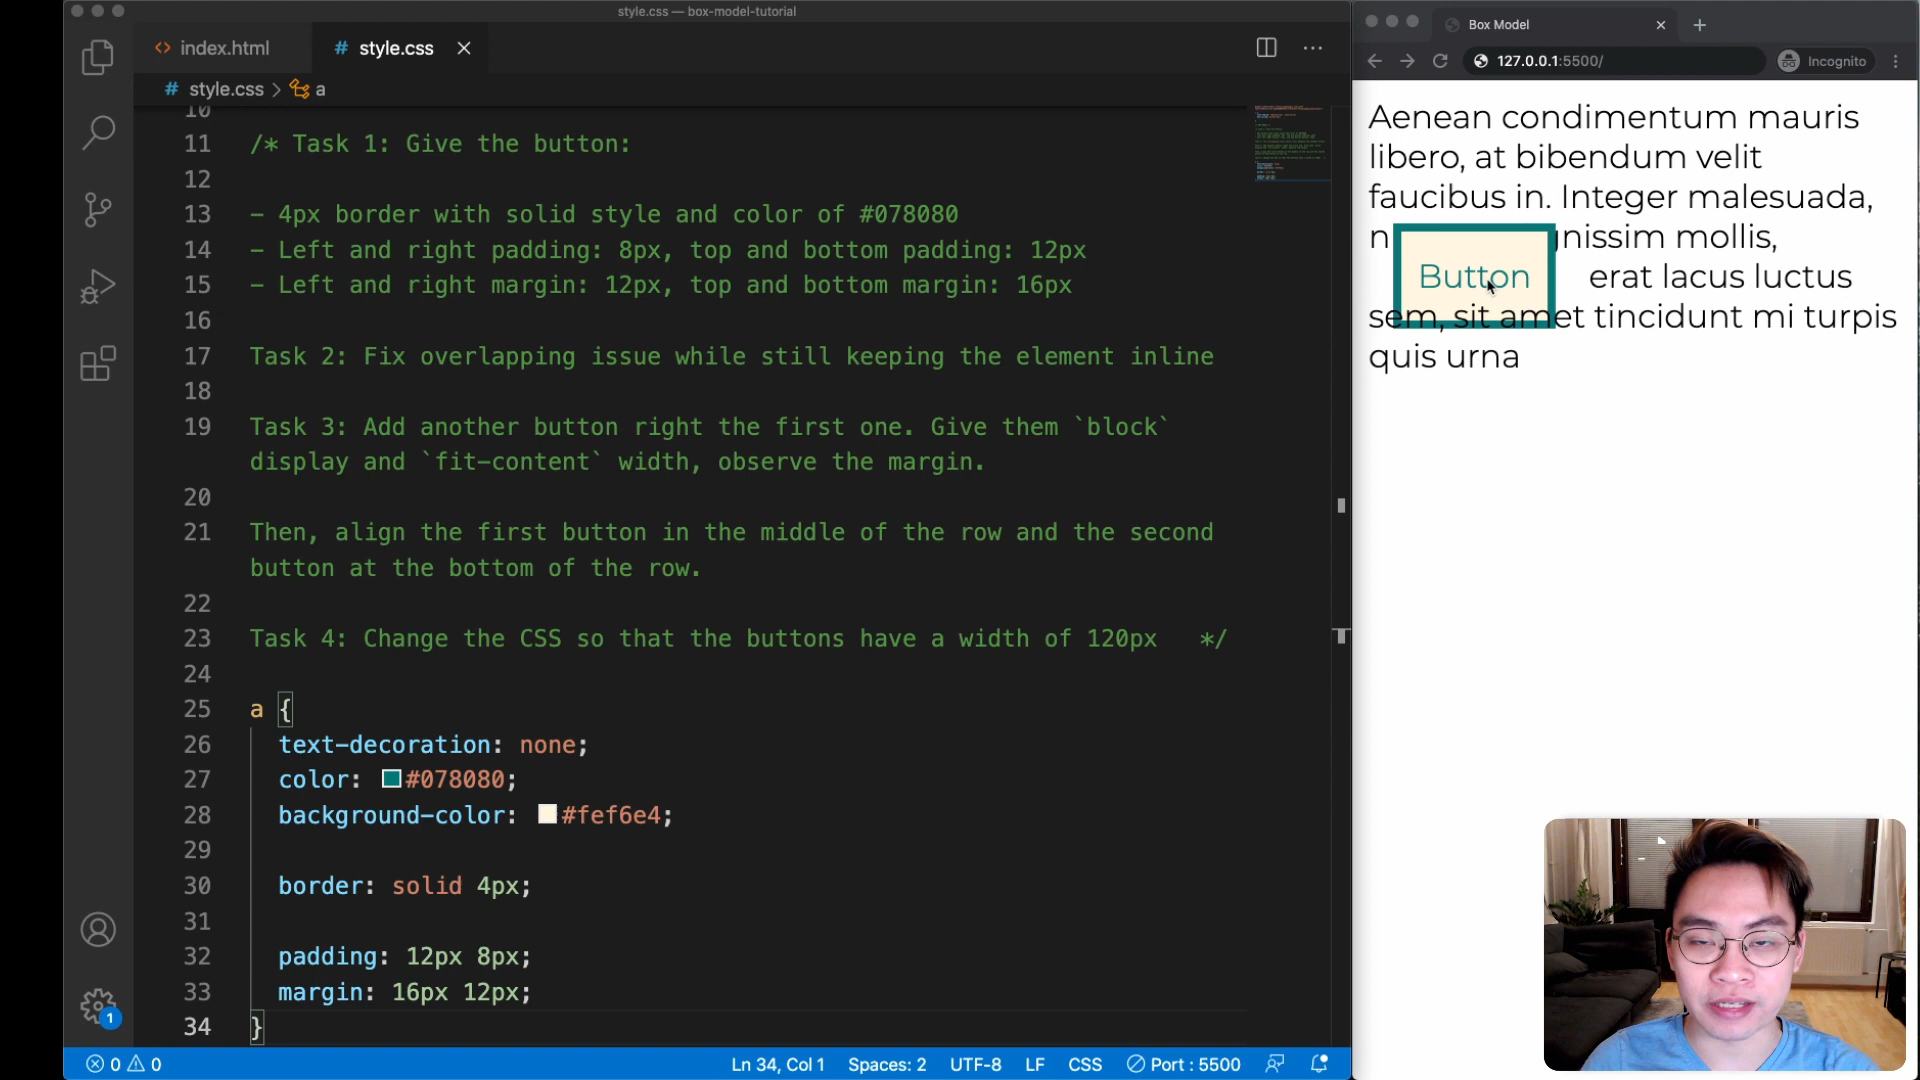 style.css — box-model-tutorial
index.html
# style.css
# style.css > a
10
11 /* Task 1: Give the button:
12
13 - 4px border with solid style and color of #078080
14 - Left and right padding: 8px, top and bottom padding: 12px
15 - Left and right margin: 12px, top and bottom margin: 16px
16
17 Task 2: Fix overlapping issue while still keeping the element inline
18
19 Task 3: Add another button right the first one. Give them `block`
display and `fit-content` width, observe the margin.
20
21 Then, align the first button in the middle of the row and the second
button at the bottom of the row.
22
23 Task 4: Change the CSS so that the buttons have a width of 120px */
24
25 a {
26 text-decoration: none;
27 color: #078080;
28 background-color: #fef6e4;
29
30 border: solid 4px;
31
32 padding: 12px 8px;
33 margin: 16px 12px;
34 }
1
0 0 Ln 34, Col 1 Spaces: 2 UTF-8 LF CSS Port : 5500
Box Model
127.0.0.1:5500/ Incognito
Aenean condimentum mauris
libero, at bibendum velit
faucibus in. Integer malesuada,
n gnissim mollis,
Button erat lacus luctus
sem, sit amet tincidunt mi turpis
quis urna